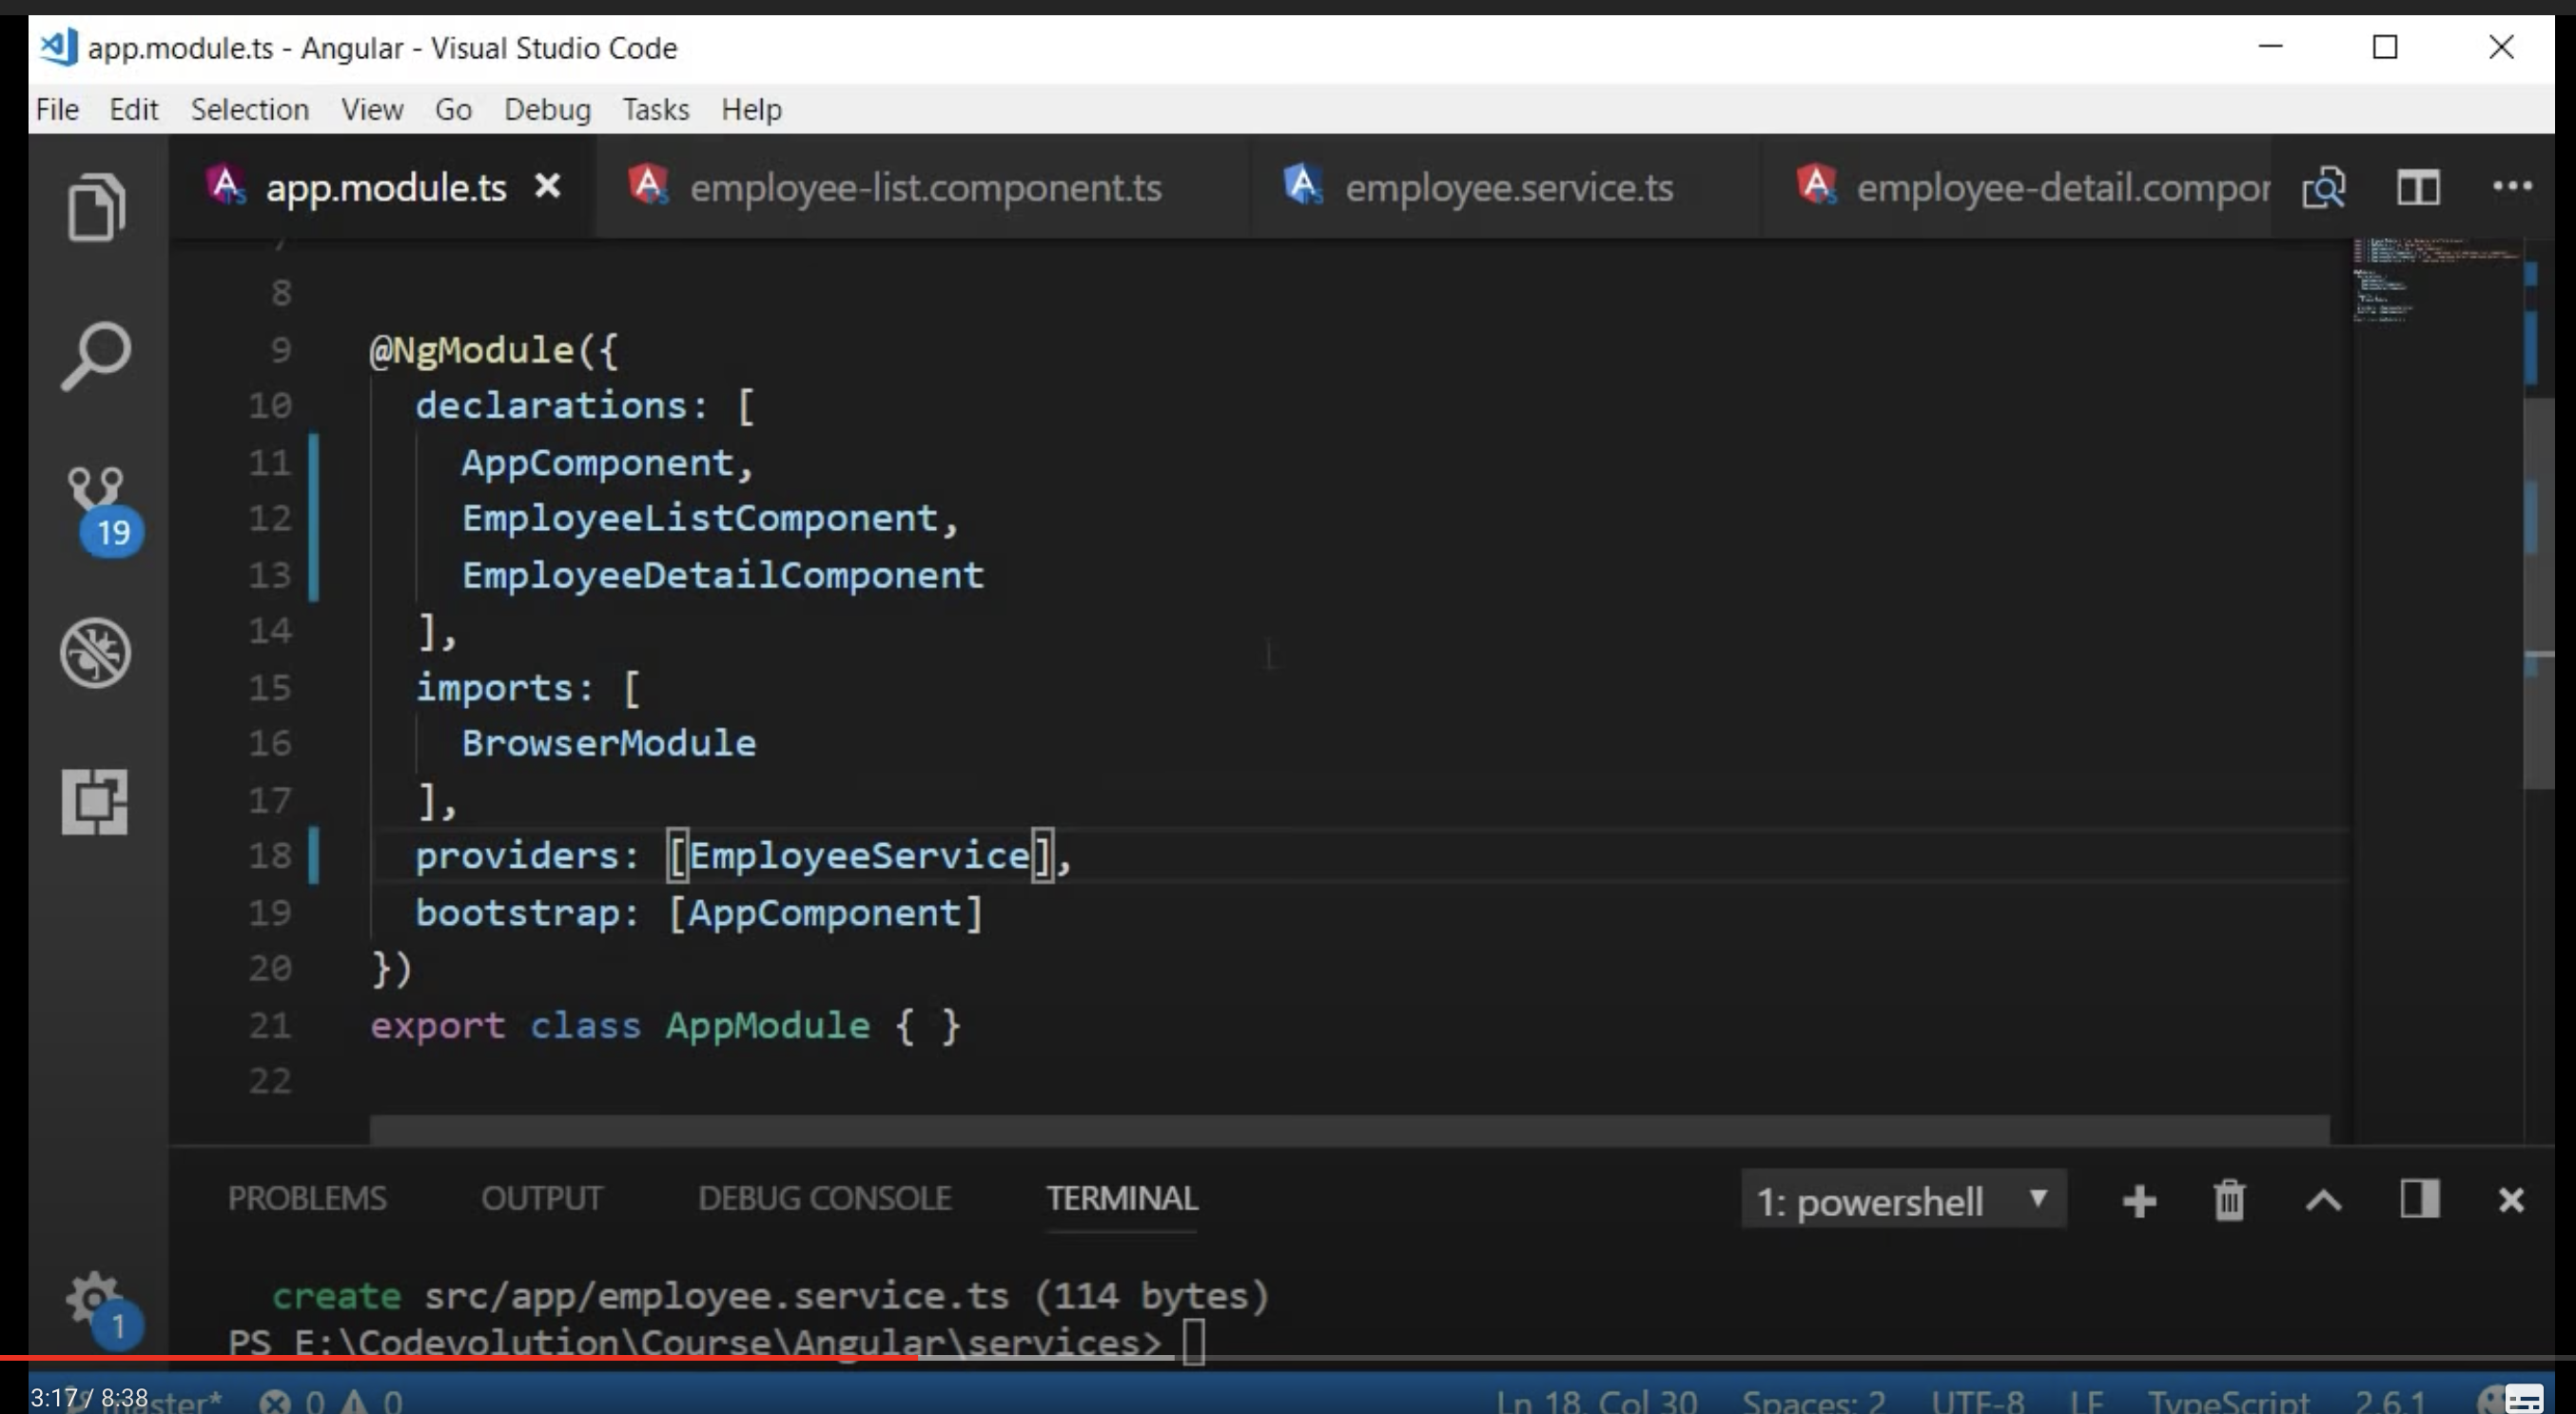 app.module.ts - Angular - Visual Studio Code
File Edit Selection View Go Debug Tasks Help
app.module.ts employee-list.component.ts employee.service.ts employee-detail.compor
8
9 @NgModule({
10 declarations: [
11 AppComponent,
12 EmployeeListComponent,
13 EmployeeDetailComponent
14 ],
15 imports: [
16 BrowserModule
17 ],
18 providers: [EmployeeService],
19 bootstrap: [AppComponent]
20 })
21 export class AppModule { }
22
19
1
PROBLEMS OUTPUT DEBUG CONSOLE TERMINAL 1: powershell
create src/app/employee.service.ts (114 bytes)
PS E:\Codevolution\Course\Angular\services>
3:17 / 8:38 master* 0 0 Ln 18, Col 30 Spaces: 2 UTF-8 LF TypeScript 2.6.1